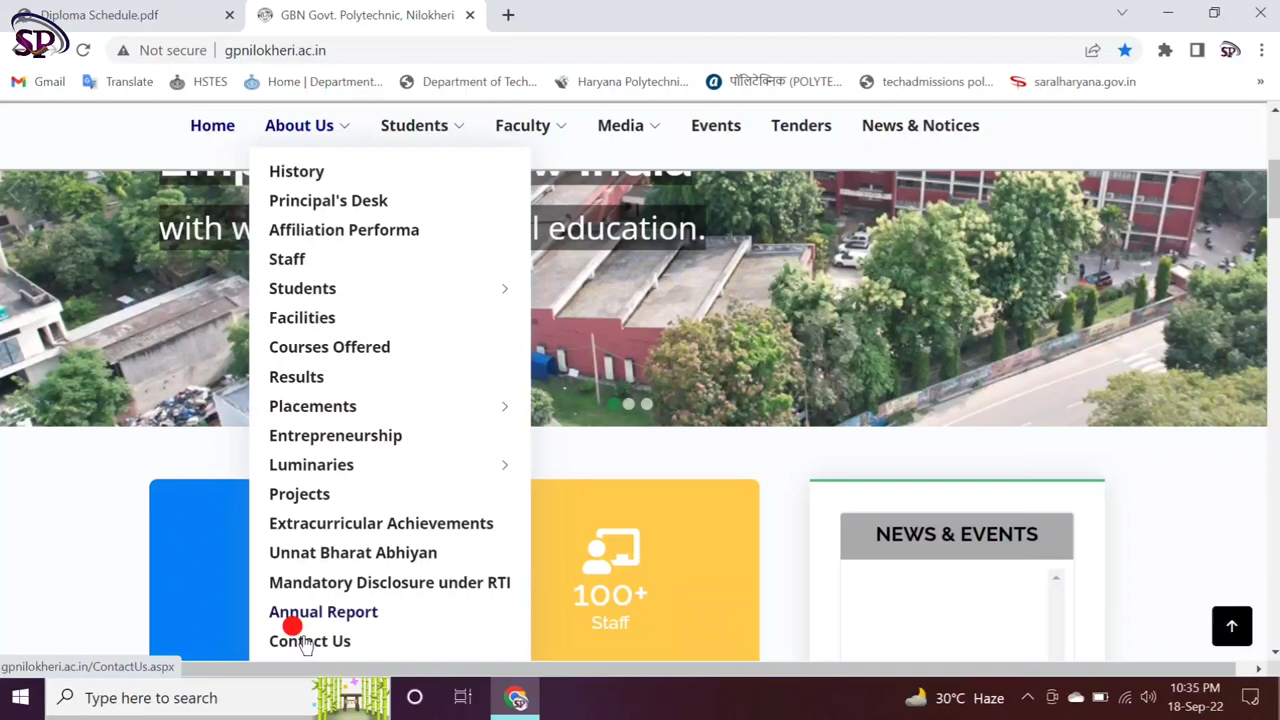 Diploma Schedule.pdf
GBN Govt. Polytechnic, Nilokheri
SP
Not secure
gpnilokheri.ac.in
Gmail
Translate
HSTES
Home | Department...
Department of Tech...
Haryana Polytechni...
पॉलिटेक्निक (POLYTE...
techadmissions pol...
saralharyana.gov.in
»
Home
About Us
Students
Faculty
Media
Events
Tenders
News & Notices
History
Principal's Desk
Affiliation Performa
Staff
Students
Facilities
Courses Offered
Results
Placements
Entrepreneurship
Luminaries
Projects
Extracurricular Achievements
Unnat Bharat Abhiyan
Mandatory Disclosure under RTI
Annual Report
Contact Us
with w
l education.
100+
Staff
NEWS & EVENTS
gpnilokheri.ac.in/ContactUs.aspx
Type here to search
30°C Haze
10:35 PM
18-Sep-22